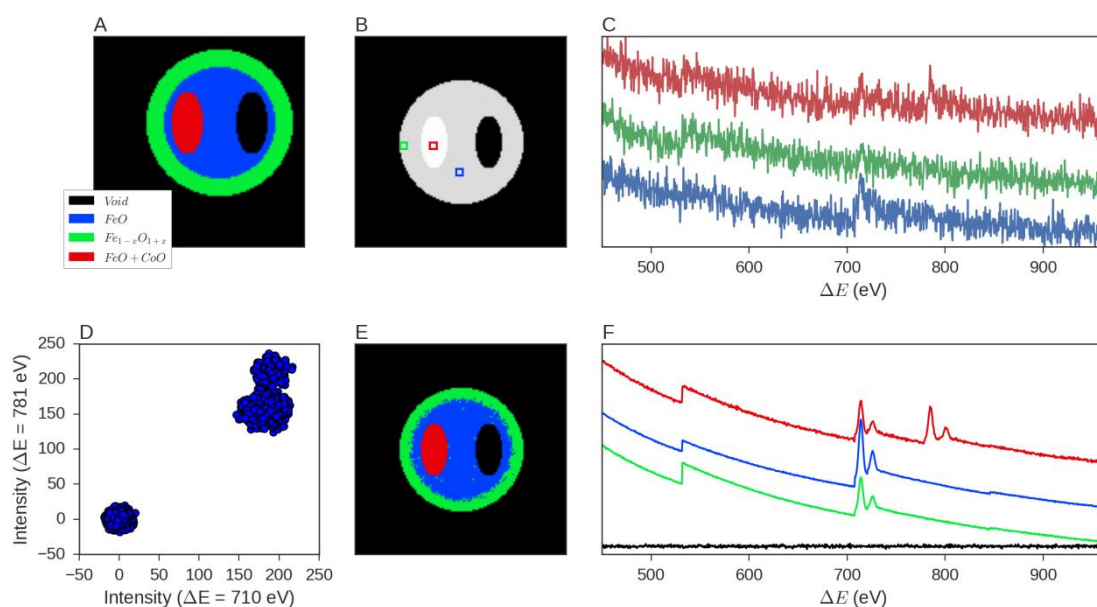 A
Void
FeO
Fe₁₋ₓO₁₊ₓ
FeO + CoO
B
C
500 600 700 800 900
ΔE (eV)
D
250
200
150
100
50
0
−50
−50 0 50 100 150 200 250
Intensity (ΔE = 781 eV)
Intensity (ΔE = 710 eV)
E
F
500 600 700 800 900
ΔE (eV)